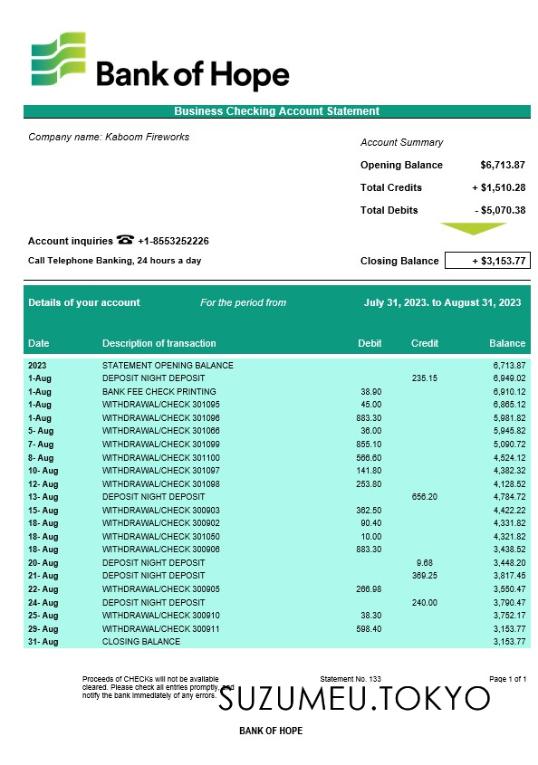 Bank of Hope
Business Checking Account Statement
Company name: Kaboom Fireworks
Account Summary
Opening Balance $6,713.87
Total Credits + $1,510.28
Total Debits - $5,070.38
Account inquiries ☎ +1-8553252226
Call Telephone Banking, 24 hours a day
Closing Balance + $3,153.77
Details of your account For the period from July 31, 2023. to August 31, 2023
Date Description of transaction Debit Credit Balance
2023 STATEMENT OPENING BALANCE 6,713.87
1-Aug DEPOSIT NIGHT DEPOSIT 235.15 6,949.02
1-Aug BANK FEE CHECK PRINTING 38.90 6,910.12
1-Aug WITHDRAWAL/CHECK 301095 45.00 6,865.12
1-Aug WITHDRAWAL/CHECK 301096 883.30 5,981.82
5- Aug WITHDRAWAL/CHECK 301066 36.00 5,945.82
7- Aug WITHDRAWAL/CHECK 301099 855.10 5,090.72
8- Aug WITHDRAWAL/CHECK 301100 566.60 4,524.12
10- Aug WITHDRAWAL/CHECK 301097 141.80 4,382.32
12- Aug WITHDRAWAL/CHECK 301098 253.80 4,128.52
13- Aug DEPOSIT NIGHT DEPOSIT 656.20 4,784.72
15- Aug WITHDRAWAL/CHECK 300903 362.50 4,422.22
18- Aug WITHDRAWAL/CHECK 300902 90.40 4,331.82
18- Aug WITHDRAWAL/CHECK 301050 10.00 4,321.82
18- Aug WITHDRAWAL/CHECK 300906 883.30 3,438.52
20- Aug DEPOSIT NIGHT DEPOSIT 9.68 3,448.20
21- Aug DEPOSIT NIGHT DEPOSIT 369.25 3,817.45
22- Aug WITHDRAWAL/CHECK 300905 266.98 3,550.47
24- Aug DEPOSIT NIGHT DEPOSIT 240.00 3,790.47
25- Aug WITHDRAWAL/CHECK 300910 38.30 3,752.17
29- Aug WITHDRAWAL/CHECK 300911 598.40 3,153.77
31- Aug CLOSING BALANCE 3,153.77
Proceeds of CHECKs will not be available Statement No. 133 Page 1 of 1
cleared. Please check all entries promptly, and
notify the bank immediately of any errors.
SUZUMEU.TOKYO
BANK OF HOPE